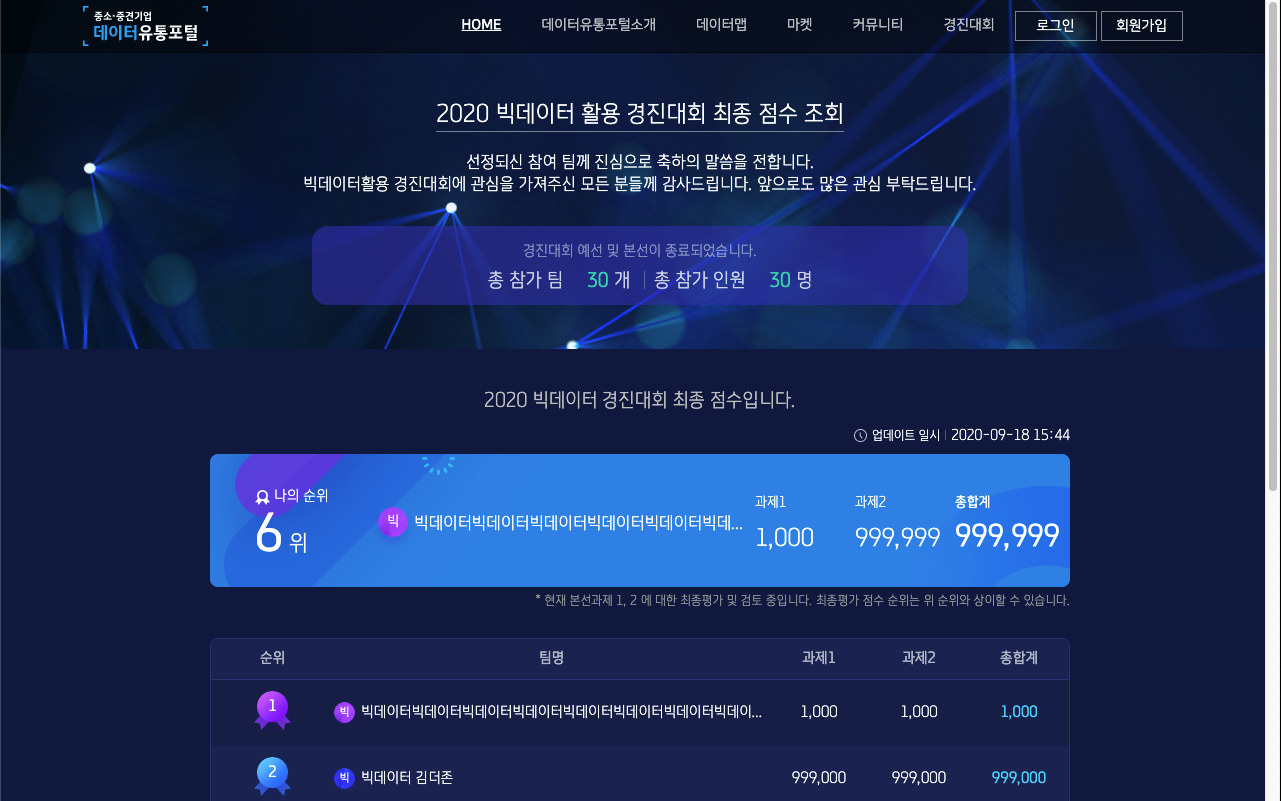 중소·중견기업
데이터유통포털
HOME 데이터유통포털소개 데이터맵 마켓 커뮤니티 경진대회 로그인 회원가입
2020 빅데이터 활용 경진대회 최종 점수 조회
선정되신 참여 팀께 진심으로 축하의 말씀을 전합니다.
빅데이터활용 경진대회에 관심을 가져주신 모든 분들께 감사드립니다. 앞으로도 많은 관심 부탁드립니다.
경진대회 예선 및 본선이 종료되었습니다.
총 참가 팀 30 개 | 총 참가 인원 30 명
2020 빅데이터 경진대회 최종 점수입니다.
업데이트 일시 | 2020-09-18 15:44
나의 순위
6 위
빅 빅데이터빅데이터빅데이터빅데이터빅데이터빅데...
과제1 과제2 총합계
1,000 999,999 999,999
* 현재 본선과제 1, 2 에 대한 최종평가 및 검토 중입니다. 최종평가 점수 순위는 위 순위와 상이할 수 있습니다.
순위 팀명 과제1 과제2 총합계
1 빅 빅데이터빅데이터빅데이터빅데이터빅데이터빅데이터빅데이터빅데이... 1,000 1,000 1,000
2 빅 빅데이터 김더존 999,000 999,000 999,000